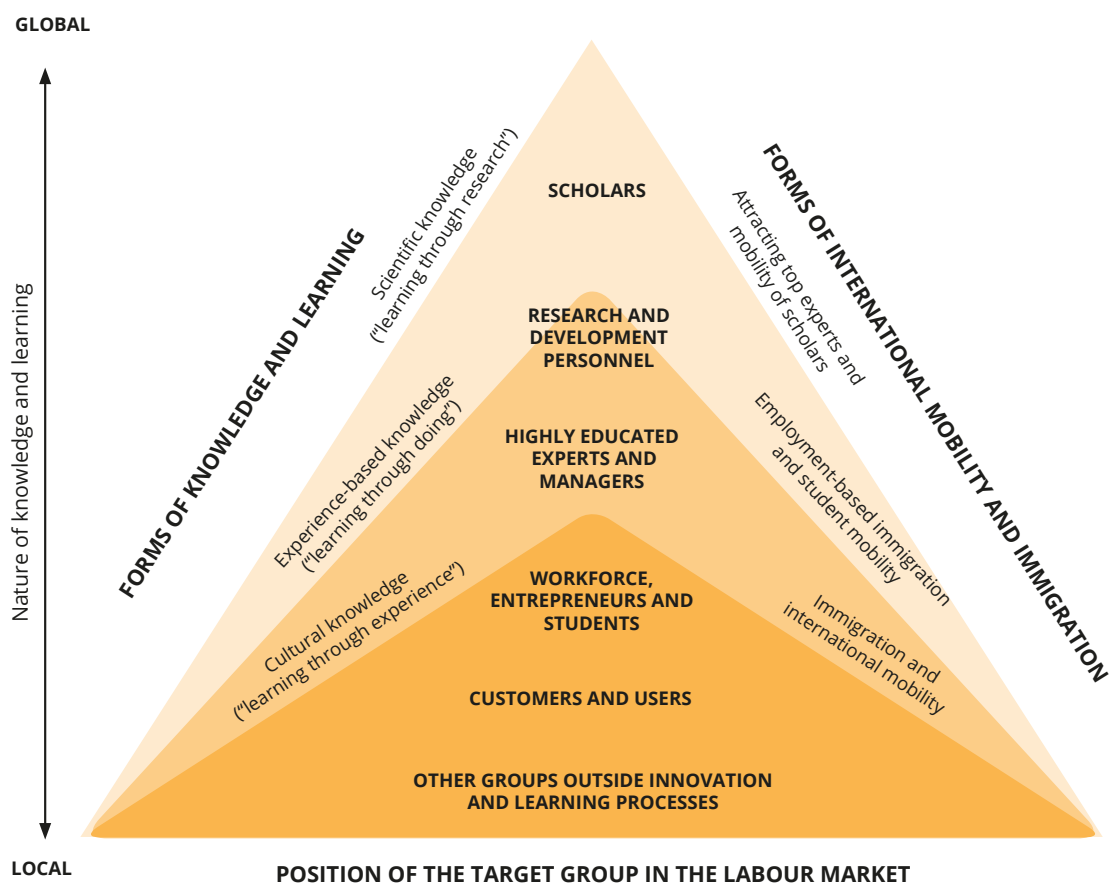 GLOBAL
Nature of knowledge and learning
LOCAL
FORMS OF KNOWLEDGE AND LEARNING
Scientific knowledge
(“learning through research”)
Experience-based knowledge
(“learning through doing”)
Cultural knowledge
(“learning through experience”)
SCHOLARS
RESEARCH AND
DEVELOPMENT
PERSONNEL
HIGHLY EDUCATED
EXPERTS AND
MANAGERS
WORKFORCE,
ENTREPRENEURS AND
STUDENTS
CUSTOMERS AND USERS
OTHER GROUPS OUTSIDE INNOVATION
AND LEARNING PROCESSES
FORMS OF INTERNATIONAL MOBILITY AND IMMIGRATION
Attracting top experts and
mobility of scholars
Employment-based immigration
and student mobility
Immigration and
international mobility
POSITION OF THE TARGET GROUP IN THE LABOUR MARKET